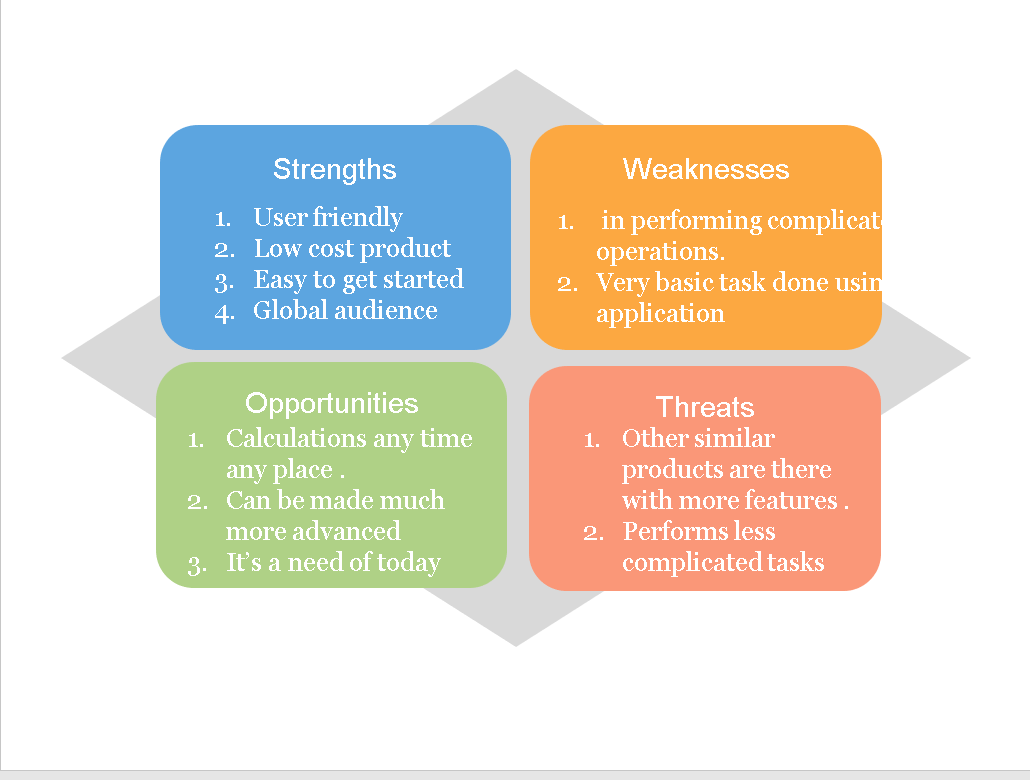 Strengths
1. User friendly
2. Low cost product
3. Easy to get started
4. Global audience
Weaknesses
1. in performing complicat
operations.
2. Very basic task done usin
application
Opportunities
1. Calculations any time
any place .
2. Can be made much
more advanced
3. It’s a need of today
Threats
1. Other similar
products are there
with more features .
2. Performs less
complicated tasks